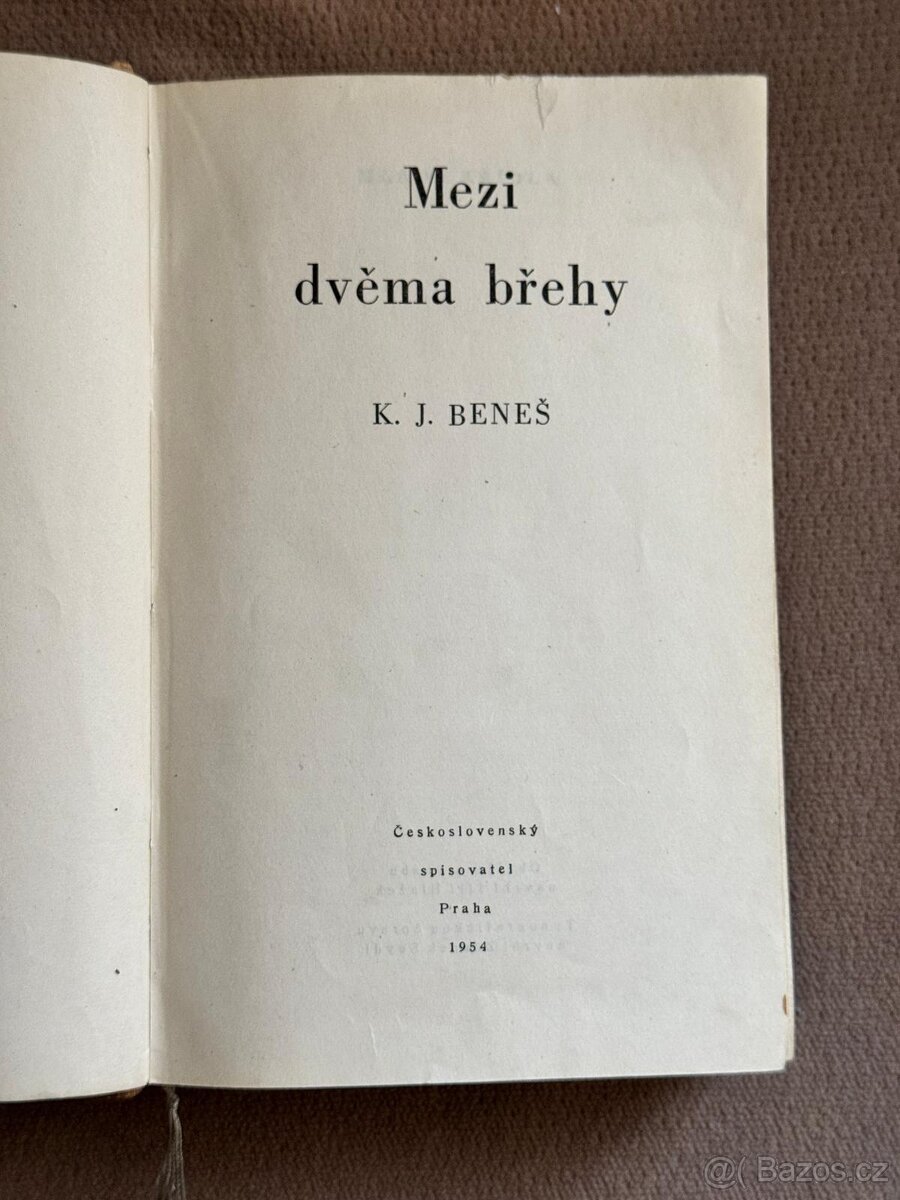 Mezi
dvěma břehy
K. J. BENEŠ
Československý
spisovatel
Praha
1954
@( Bazos.cz